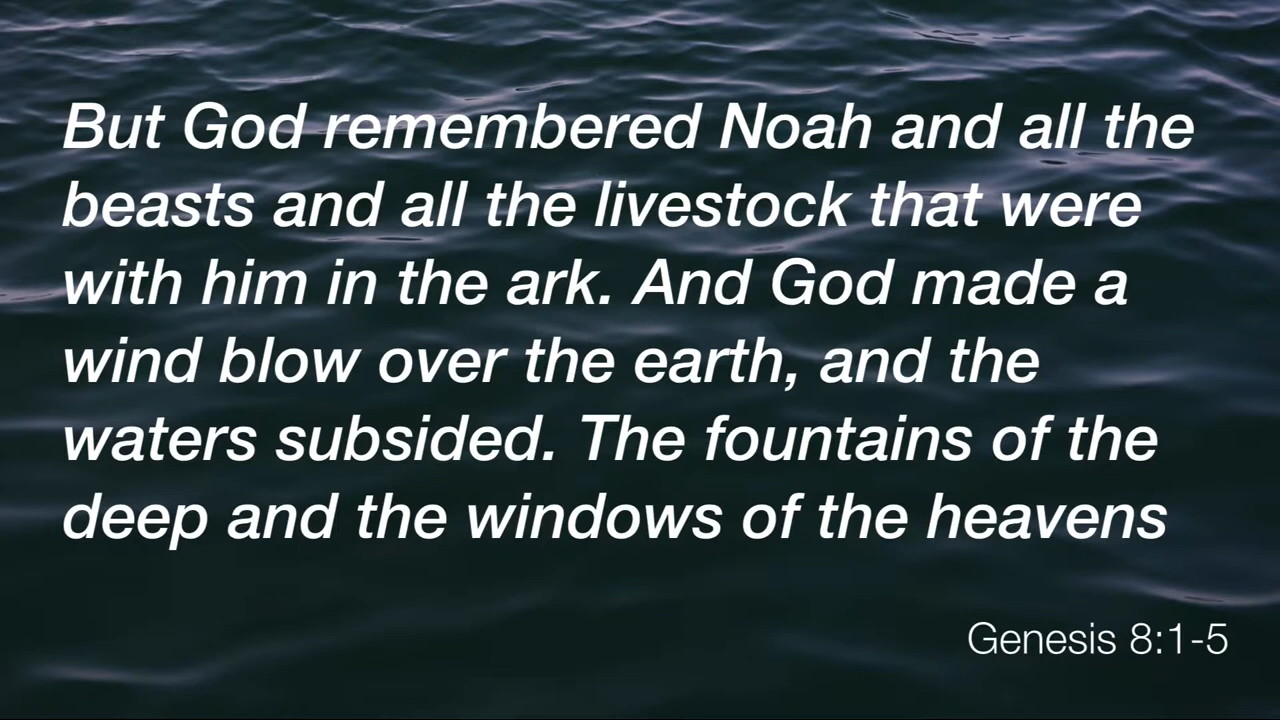 But God remembered Noah and all the
beasts and all the livestock that were
with him in the ark. And God made a
wind blow over the earth, and the
waters subsided. The fountains of the
deep and the windows of the heavens
Genesis 8:1-5